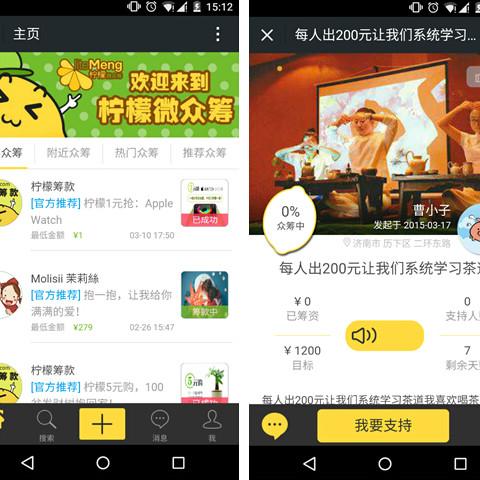 15:12
主页
Meng
柠檬
欢迎来到
柠檬微众筹
众筹
附近众筹
热门众筹
推荐众筹
柠檬筹款
[官方推荐] 柠檬1元抢：Apple
Watch
最低金额 ¥1 03-10 17:50
已成功
Molisii 茉莉絲
[官方推荐] 抱一抱，让我给你
满满的爱！
最低金额 ¥279 02-26 15:47
筹款中
柠檬筹款
[官方推荐] 柠檬5元购，100
已成功
搜索
消息
我
15:13
每人出200元让我们系统学习...
0%
众筹中
曹小子
发起于 2015-03-17
济南市 历下区 二环东路
每人出200元让我们系统学习茶道
¥ 0
已筹资
0
支持人
¥ 1200
目标
7
剩余天
每人出200元让我们系统学习茶道我喜欢喝茶
我要支持